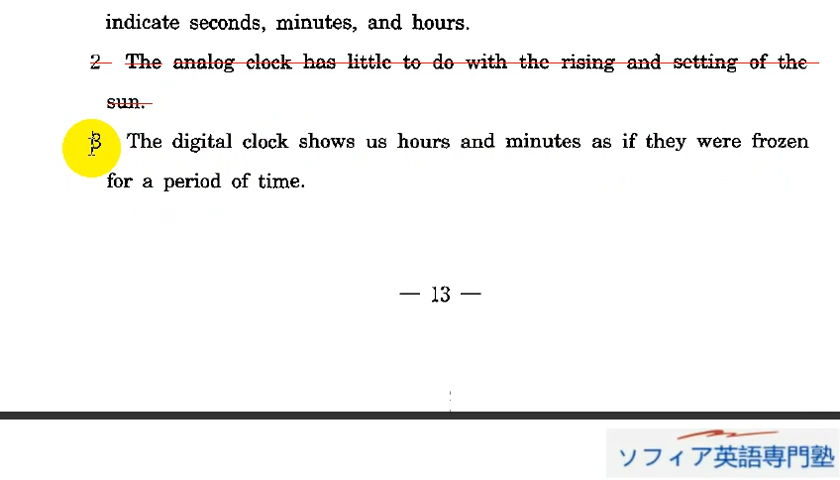 indicate seconds, minutes, and hours.
2 The analog clock has little to do with the rising and setting of the
sun.
3 The digital clock shows us hours and minutes as if they were frozen
for a period of time.
— 13 —
ソフィア英語専門塾